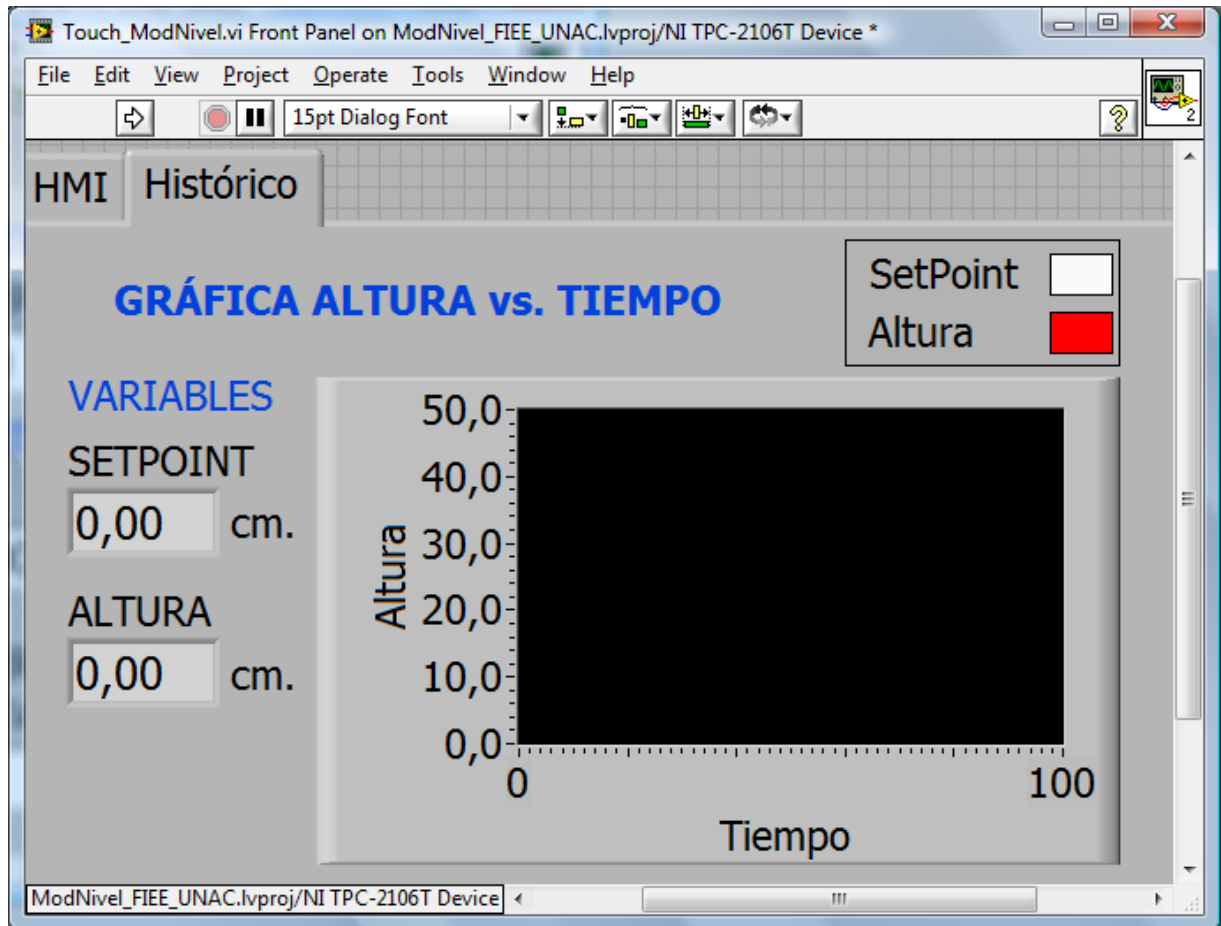 Touch_ModNivel.vi Front Panel on ModNivel_FIEE_UNAC.lvproj/NI TPC-2106T Device *
File Edit View Project Operate Tools Window Help
15pt Dialog Font
2
HMI Histórico
GRÁFICA ALTURA vs. TIEMPO
SetPoint
Altura
VARIABLES
SETPOINT
0,00 cm.
ALTURA
0,00 cm.
Altura
50,0
40,0
30,0
20,0
10,0
0,0
0 100
Tiempo
ModNivel_FIEE_UNAC.lvproj/NI TPC-2106T Device